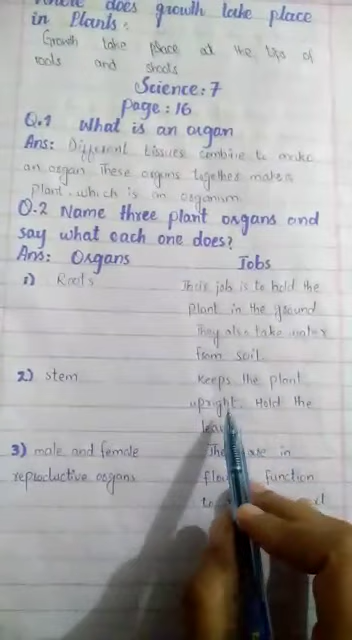 Where does growth take place
in Plants:
Growth take place at the tips of
roots and shoots
Science:7
Page:16
Q.1 What is an organ
Ans: Different tissues combine to make
an organ These organs together makes
plant, which is an organism
Q.2 Name three plant organs and
say what each one does?
Ans: Organs Jobs
1) Roots Their job is to hold the
plant in the ground
They also take water
from soil.
2) stem Keeps the plant
upright. Hold the
3) male and female in
reproductive organs function
to